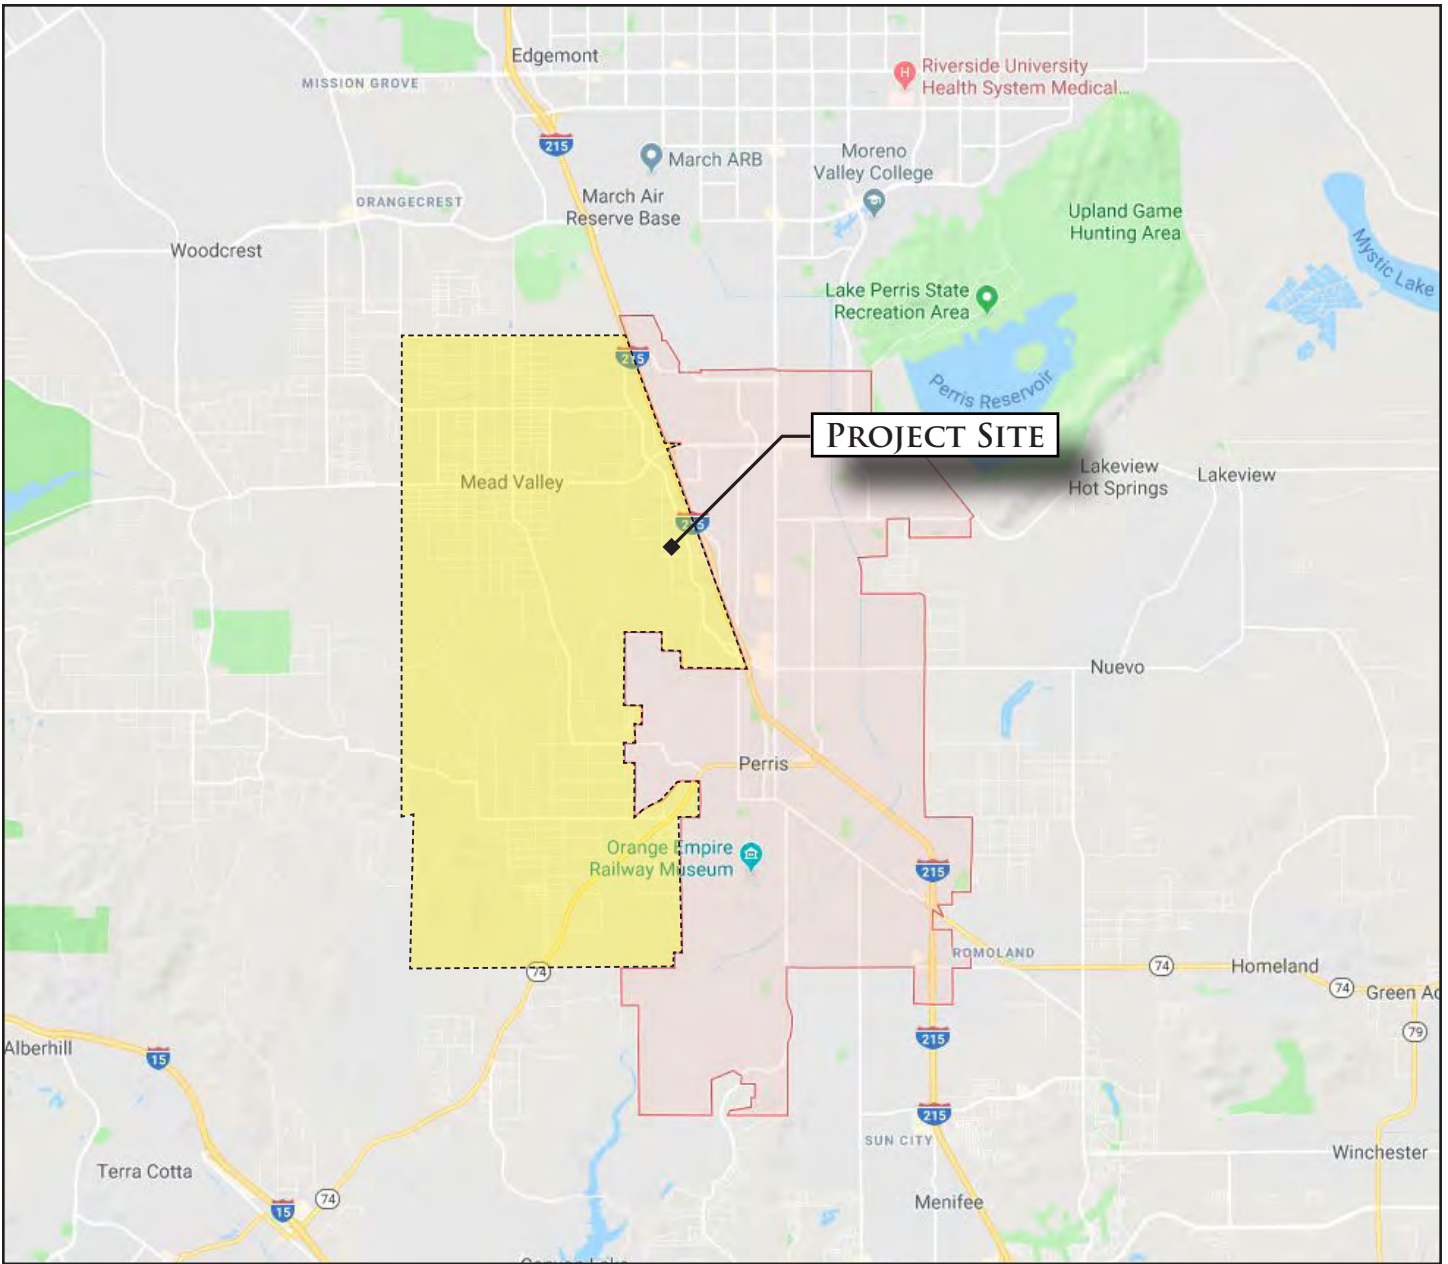 Edgemont
MISSION GROVE
Riverside University
Health System Medical...
215
March ARB
Moreno
Valley College
March Air
Reserve Base
ORANGECREST
Upland Game
Hunting Area
Woodcrest
Mystic Lake
Lake Perris State
Recreation Area
215
Perris Reservoir
PROJECT SITE
Mead Valley
Lakeview
Hot Springs
Lakeview
215
Nuevo
Perris
Orange Empire
Railway Museum
215
ROMOLAND
74
74
Homeland
74
Green Ac
79
215
Alberhill
15
215
SUN CITY
Winchester
Terra Cotta
74
15
Menifee